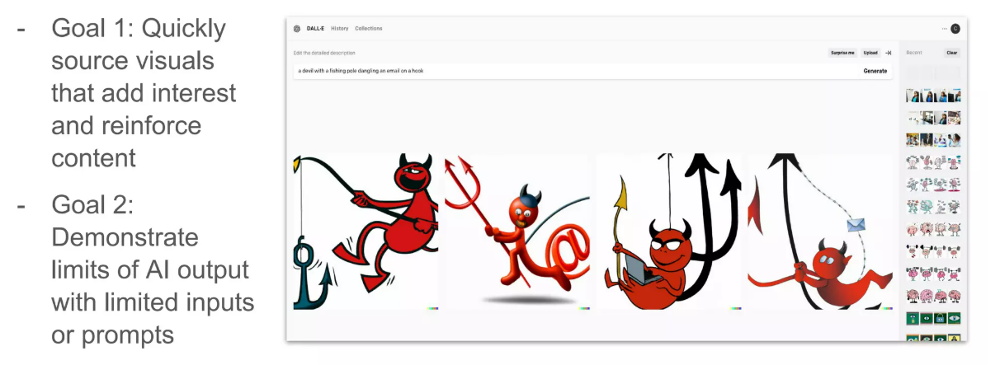 - Goal 1: Quickly
source visuals
that add interest
and reinforce
content
- Goal 2:
Demonstrate
limits of AI output
with limited inputs
or prompts
DALL·E History Collections
... C
Edit the detailed description
Surprise me Upload
Recent Clear
a devil with a fishing pole dangling an email on a hook
Generate
@